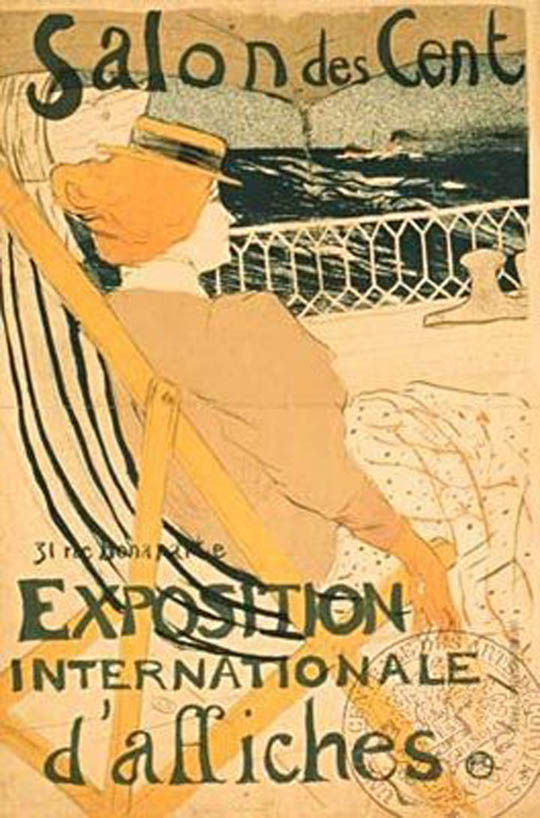 Salon des Cent
31 rue Bonaparte
EXPOSITION
INTERNATIONALE
d'affiches.